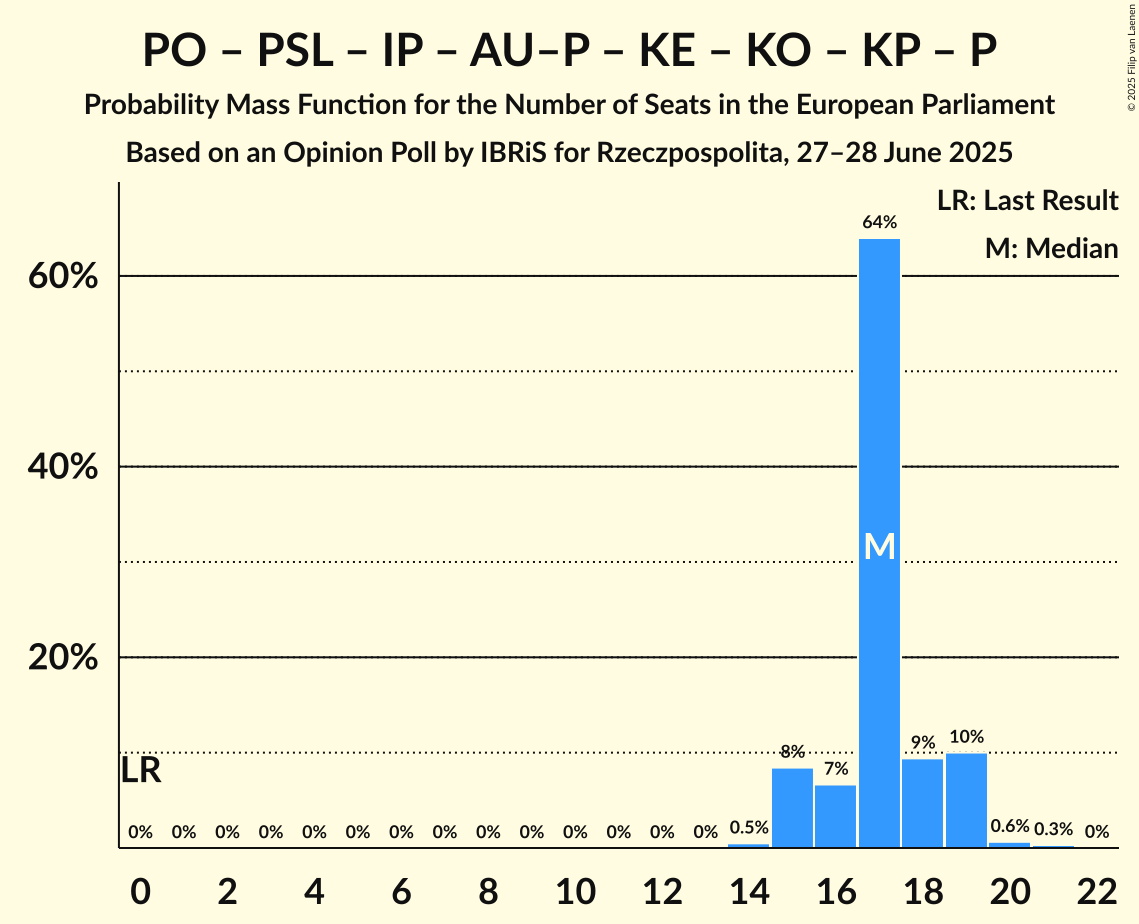 PO – PSL – IP – AU–P – KE – KO – KP – P
Probability Mass Function for the Number of Seats in the European Parliament
Based on an Opinion Poll by IBRiS for Rzeczpospolita, 27–28 June 2025
© 2025 Filip van Laenen
LR: Last Result
M: Median
64%
60%
40%
M
20%
8%
7%
9%
10%
LR
0% 0% 0% 0% 0% 0% 0% 0% 0% 0% 0% 0% 0% 0% 0.5% 0.6% 0.3% 0%
0 2 4 6 8 10 12 14 16 18 20 22